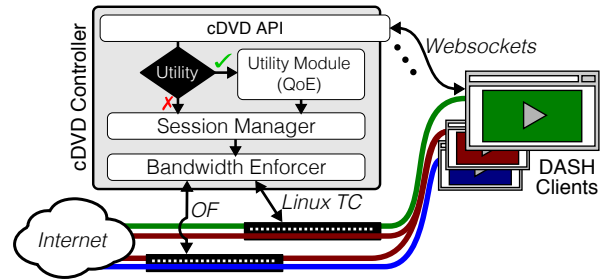 cDVD API
cDVD Controller
Websockets
Utility
✓
✗
Utility Module
(QoE)
Session Manager
Bandwidth Enforcer
DASH
Clients
OF
Linux TC
Internet